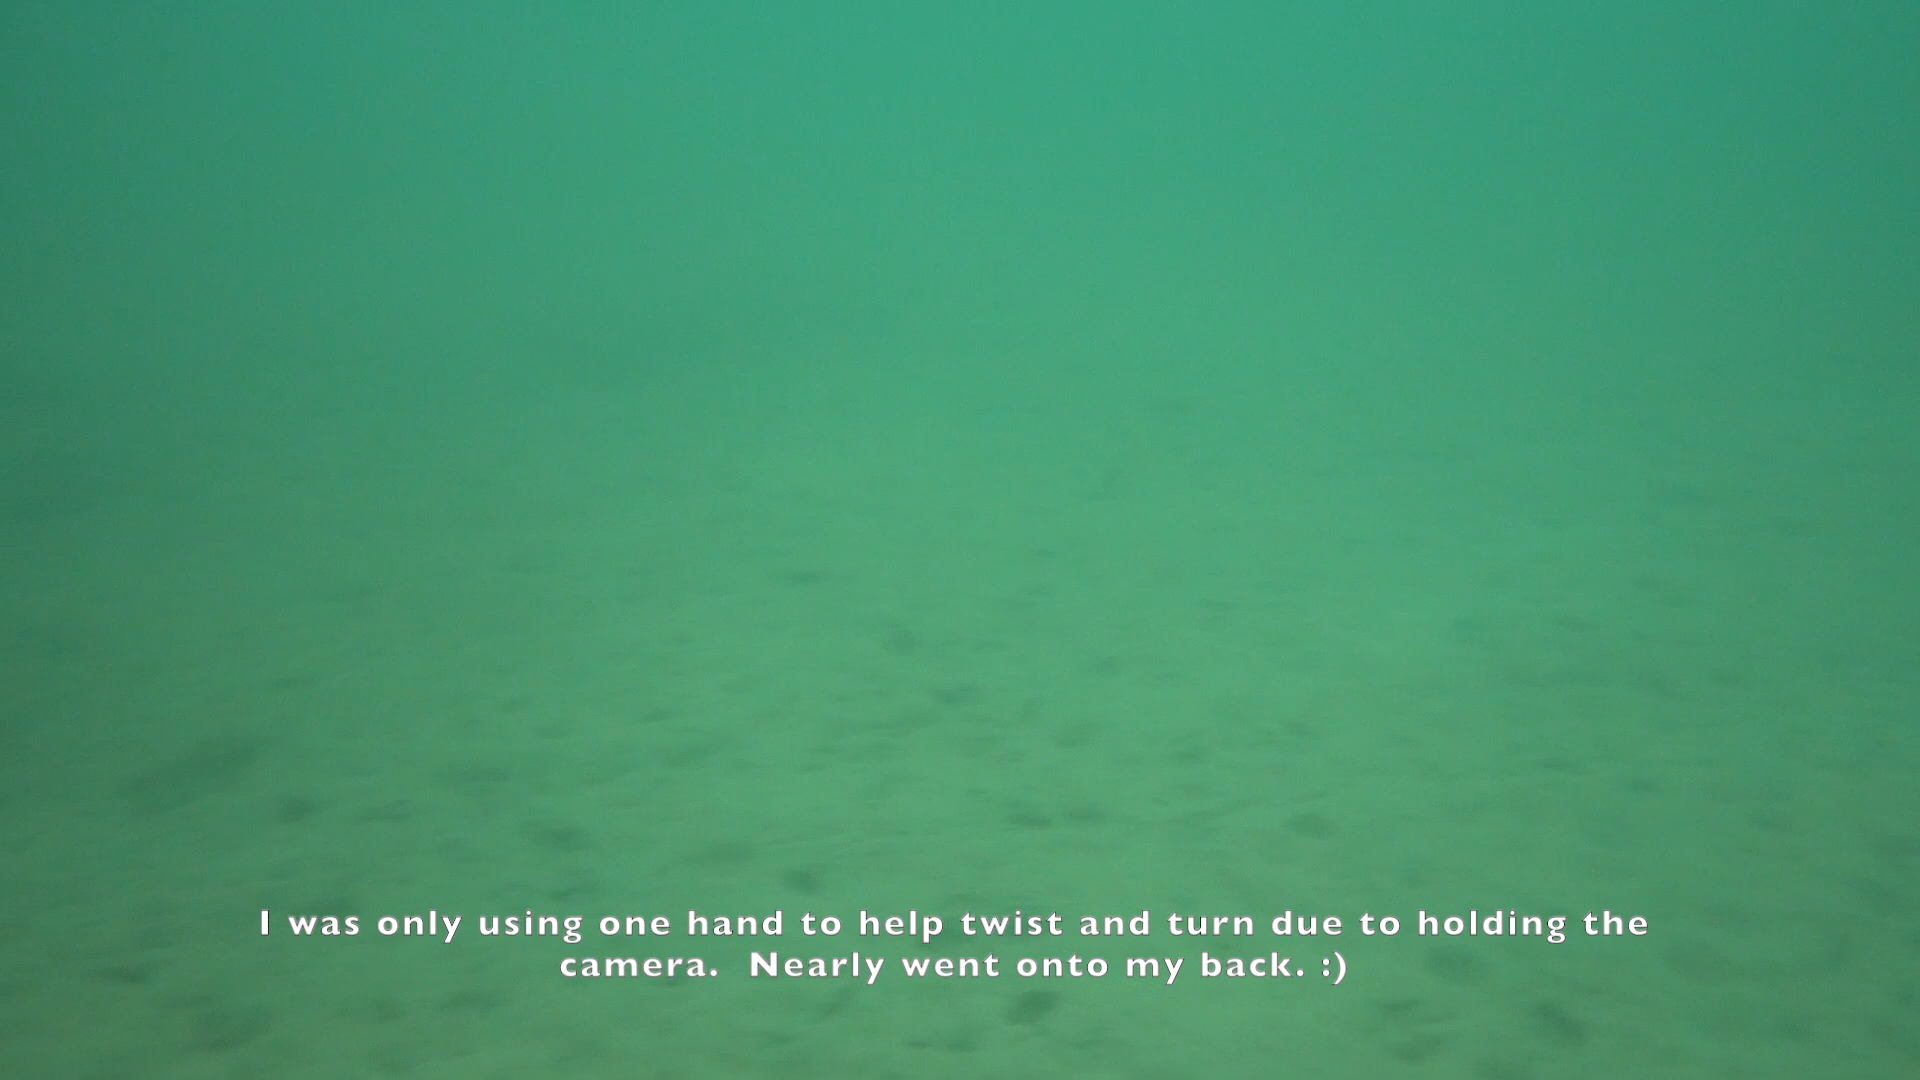 I was only using one hand to help twist and turn due to holding the
camera.  Nearly went onto my back. :)